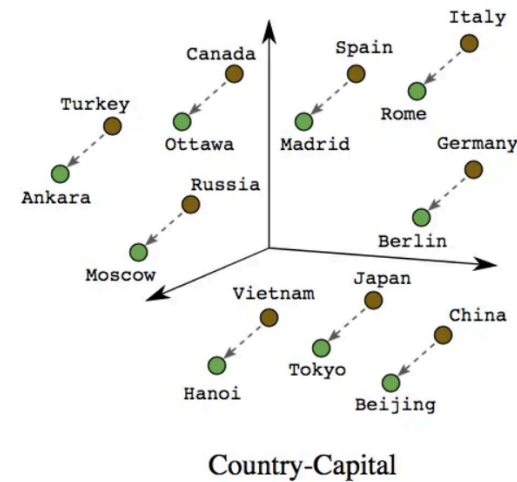 Italy
Spain
Canada
Turkey
Rome
Ottawa
Madrid
Germany
Ankara
Russia
Berlin
Moscow
Japan
Vietnam
China
Tokyo
Hanoi
Beijing
Country-Capital